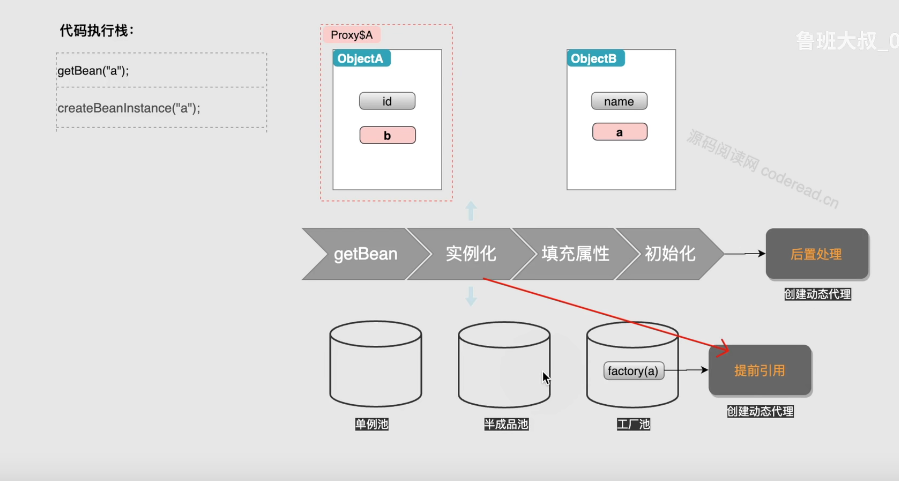 代码执行栈：
getBean("a");
createBeanInstance("a");
Proxy$A
ObjectA
id
b
ObjectB
name
a
鲁班大叔_0
源码阅读网 coderead.cn
getBean
实例化
填充属性
初始化
后置处理
创建动态代理
factory(a)
提前引用
创建动态代理
单例池
半成品池
工厂池